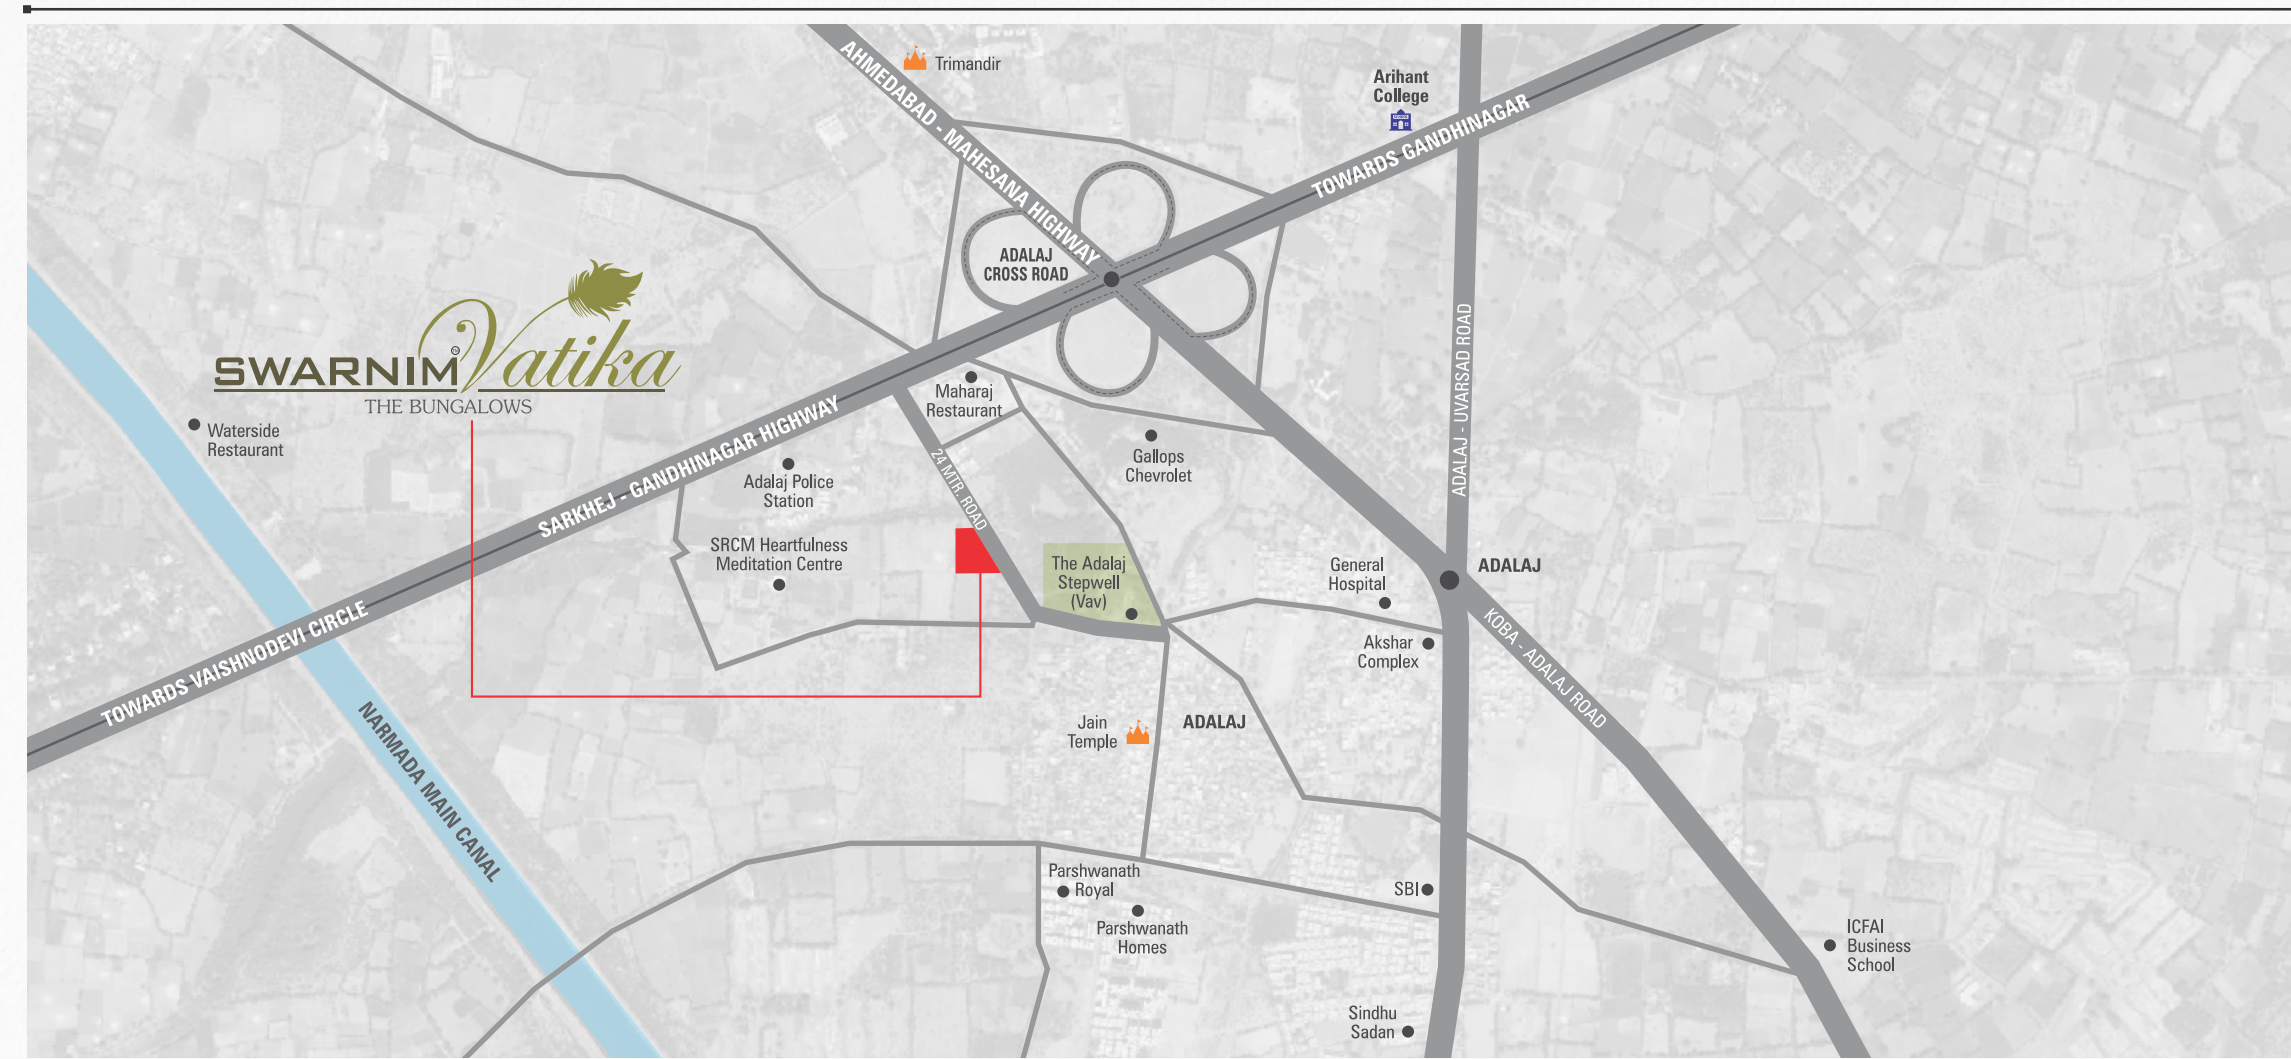 AHMEDABAD - MAHESANA HIGHWAY
Trimandir
Arihant
College
TOWARDS GANDHINAGAR
ADALAJ
CROSS ROAD
ADALAJ - UVARSAD ROAD
SWARNIM Vatika
THE BUNGALOWS
Waterside
Restaurant
Maharaj
Restaurant
SARKHEJ - GANDHINAGAR HIGHWAY
24 MTR. ROAD
Gallops
Chevrolet
Adalaj Police
Station
SRCM Heartfulness
Meditation Centre
The Adalaj
Stepwell
(Vav)
General
Hospital
ADALAJ
TOWARDS VAISHNODEVI CIRCLE
Akshar
Complex
KOBA - ADALAJ ROAD
NARMADA MAIN CANAL
Jain
Temple
ADALAJ
Parshwanath
Royal
SBI
Parshwanath
Homes
ICFAI
Business
School
Sindhu
Sadan